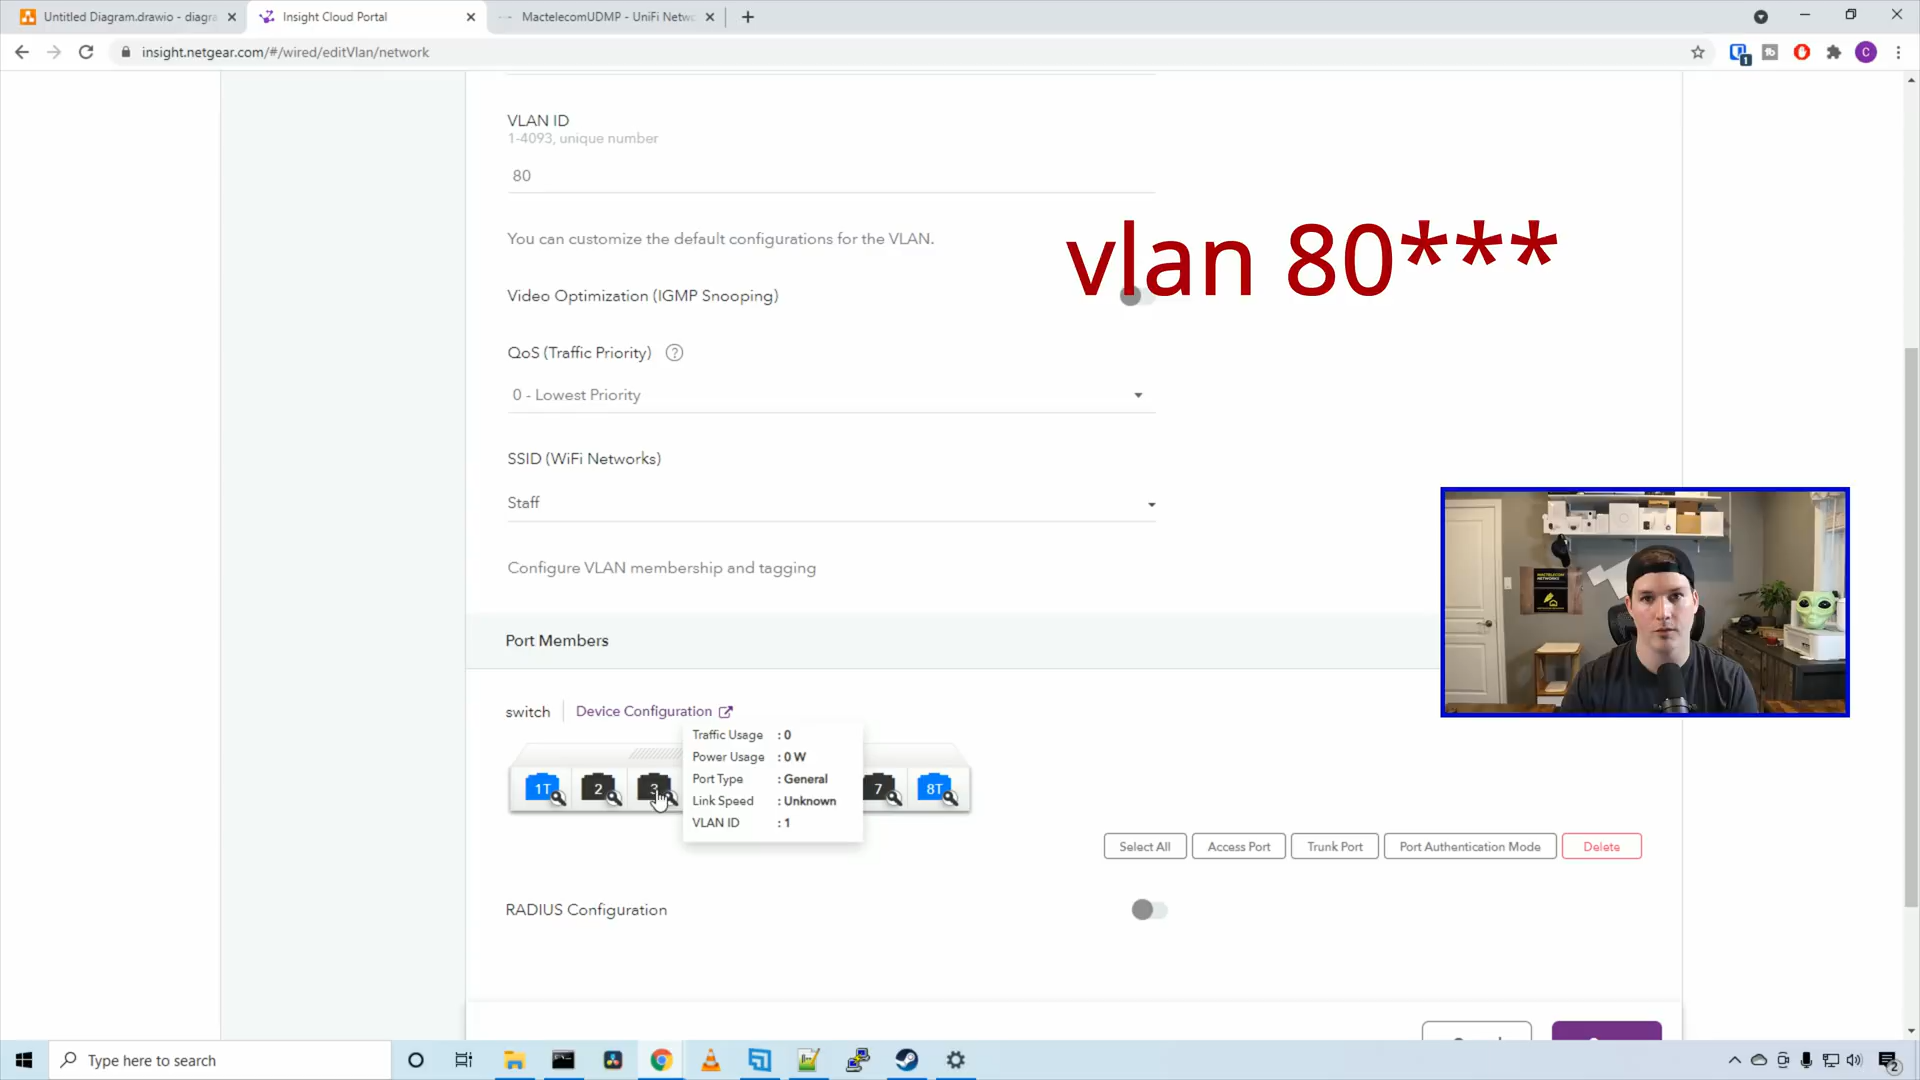 Untitled Diagram.drawio - diagra
Insight Cloud Portal
MactelecomUDMP - UniFi Netwo
insight.netgear.com/#/wired/editVlan/network
C
1
VLAN ID
1-4093, unique number
80
vlan 80***
You can customize the default configurations for the VLAN.
Video Optimization (IGMP Snooping)
QoS (Traffic Priority) ?
0 - Lowest Priority
SSID (WiFi Networks)
Staff
Configure VLAN membership and tagging
Port Members
switch
Device Configuration
Traffic Usage : 0
Power Usage : 0 W
Port Type : General
Link Speed : Unknown
VLAN ID : 1
1T 2 3 7 8T
Select All
Access Port
Trunk Port
Port Authentication Mode
Delete
RADIUS Configuration
Type here to search
2